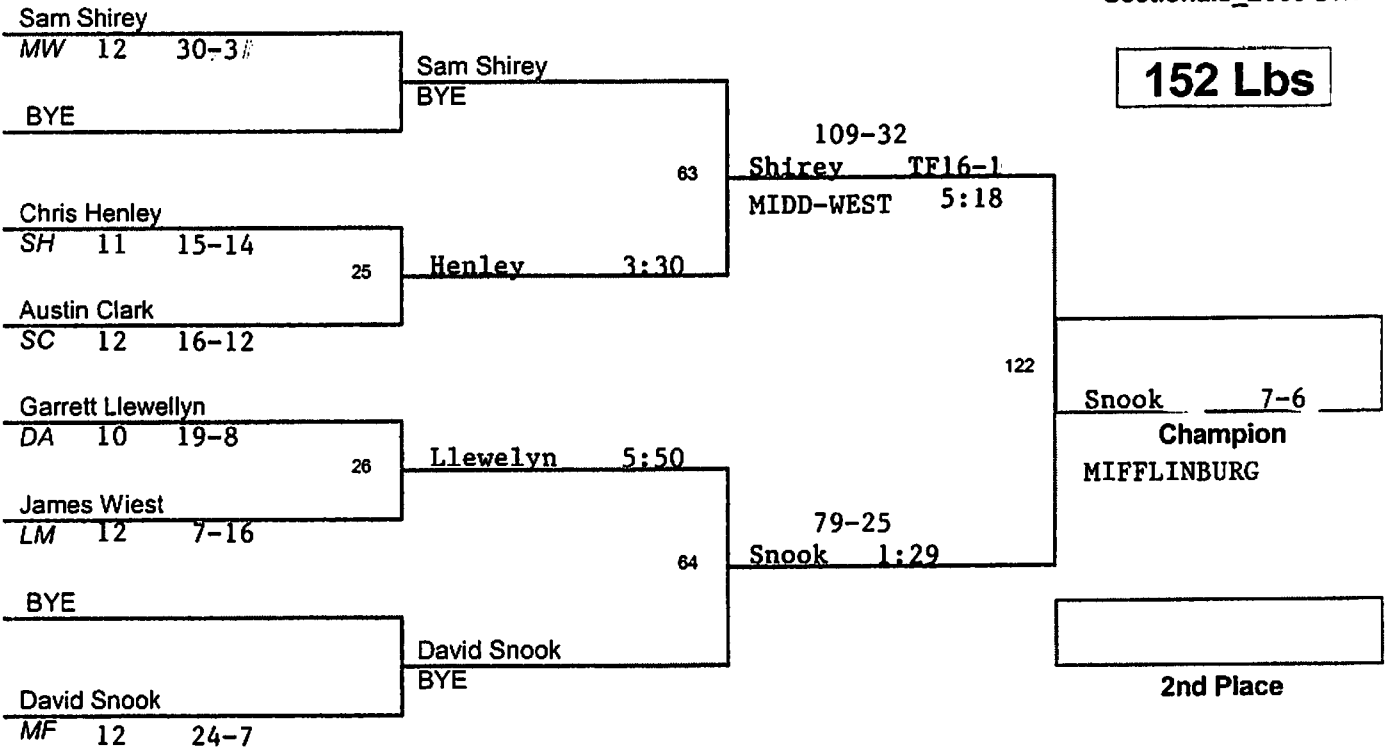 Sam Shirey
MW 12 30-3
BYE
Sam Shirey
BYE
152 Lbs
Chris Henley
SH 11 15-14
25
Austin Clark
SC 12 16-12
Henley 3:30
63
109-32
Shirey TF16-1
MIDD-WEST 5:18
Garrett Llewellyn
DA 10 19-8
26
James Wiest
LM 12 7-16
Llewelyn 5:50
BYE
David Snook
MF 12 24-7
David Snook
BYE
64
79-25
Snook 1:29
122
Snook 7-6
Champion
MIFFLINBURG
2nd Place